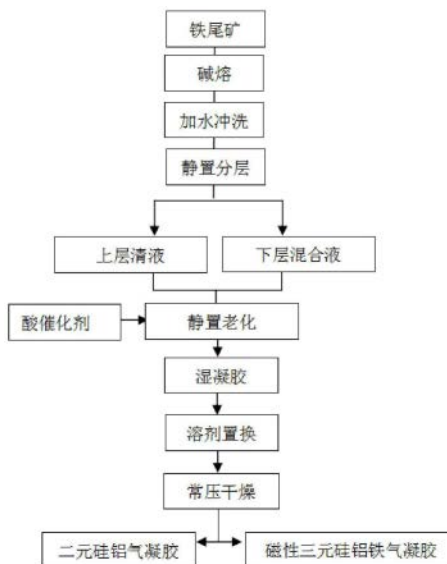 铁尾矿
碱熔
加水冲洗
静置分层
上层清液
下层混合液
酸催化剂
静置老化
湿凝胶
溶剂置换
常压干燥
二元硅铝气凝胶
磁性三元硅铝铁气凝胶